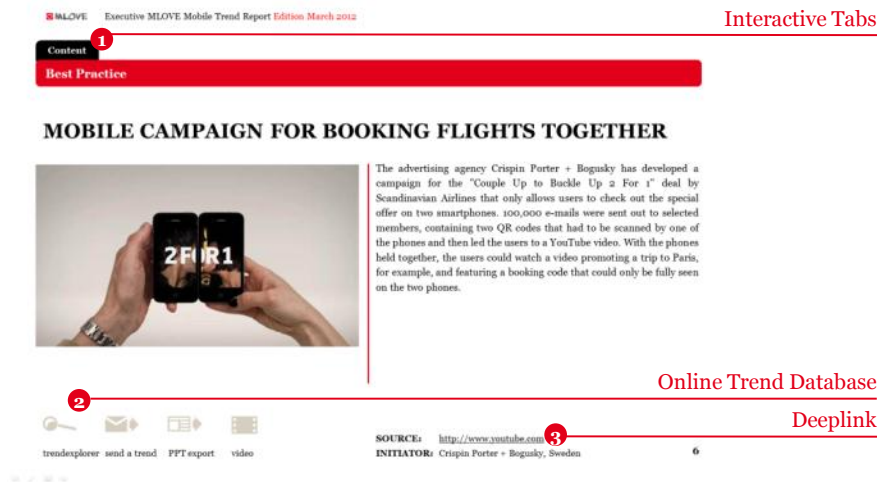 MLOVE Executive MLOVE Mobile Trend Report Edition March 2012
Interactive Tabs
1
Content
Best Practice
MOBILE CAMPAIGN FOR BOOKING FLIGHTS TOGETHER
The advertising agency Crispin Porter + Bogusky has developed a
campaign for the "Couple Up to Buckle Up 2 For 1" deal by
Scandinavian Airlines that only allows users to check out the special
offer on two smartphones. 100,000 e-mails were sent out to selected
members, containing two QR codes that had to be scanned by one of
the phones and then led the users to a YouTube video. With the phones
held together, the users could watch a video promoting a trip to Paris,
for example, and featuring a booking code that could only be fully seen
on the two phones.
2FOR1
Online Trend Database
2
Deeplink
3
trendexplorer send a trend PPT export video
SOURCE: http://www.youtube.com
INITIATOR: Crispin Porter + Bogusky, Sweden
6